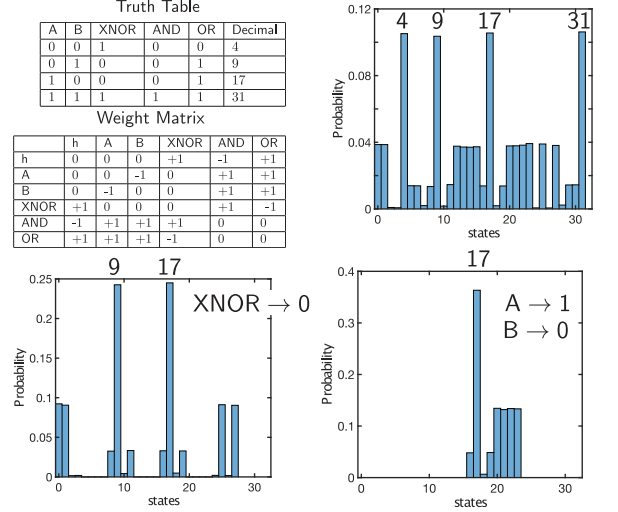 Truth Table
A B XNOR AND OR Decimal
0 0 1 0 0 4
0 1 0 0 1 9
1 0 0 0 1 17
1 1 1 1 1 31
Weight Matrix
h A B XNOR AND OR
h 0 0 0 +1 -1 +1
A 0 0 -1 0 +1 +1
B 0 -1 0 0 +1 +1
XNOR +1 0 0 0 +1 -1
AND -1 +1 +1 +1 0 0
OR +1 +1 +1 -1 0 0
4 9 17 31
0.12
0.08
0.04
0
Probability
0 10 20 30
states
9 17
XNOR → 0
0.25
0.2
0.15
0.1
0.05
0
Probability
0 10 20 30
states
17
A → 1
B → 0
0.4
0.3
0.2
0.1
0
Probability
0 10 20 30
states